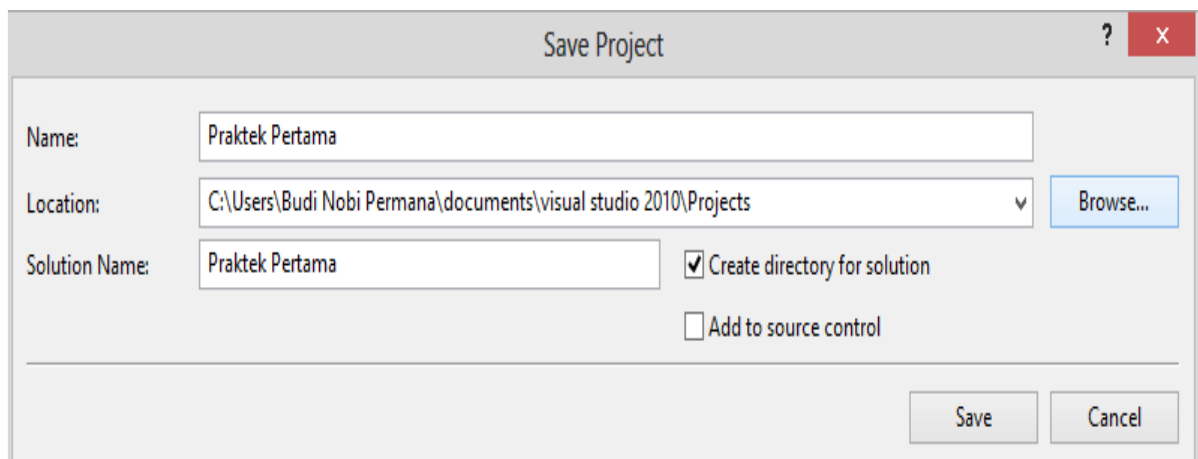 Save Project
?
x
Name:
Praktek Pertama
Location:
C:\Users\Budi Nobi Permana\documents\visual studio 2010\Projects
Browse...
Solution Name:
Praktek Pertama
Create directory for solution
Add to source control
Save
Cancel